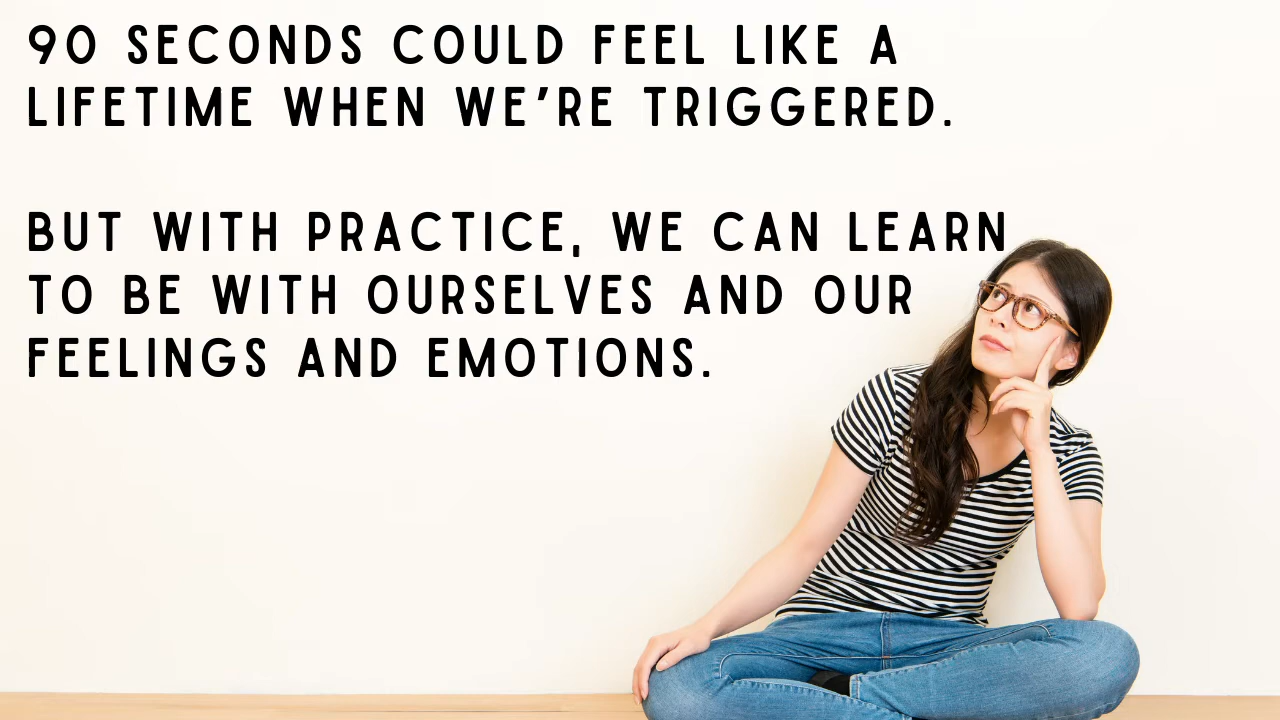 90 SECONDS COULD FEEL LIKE A
LIFETIME WHEN WE'RE TRIGGERED.
BUT WITH PRACTICE, WE CAN LEARN
TO BE WITH OURSELVES AND OUR
FEELINGS AND EMOTIONS.